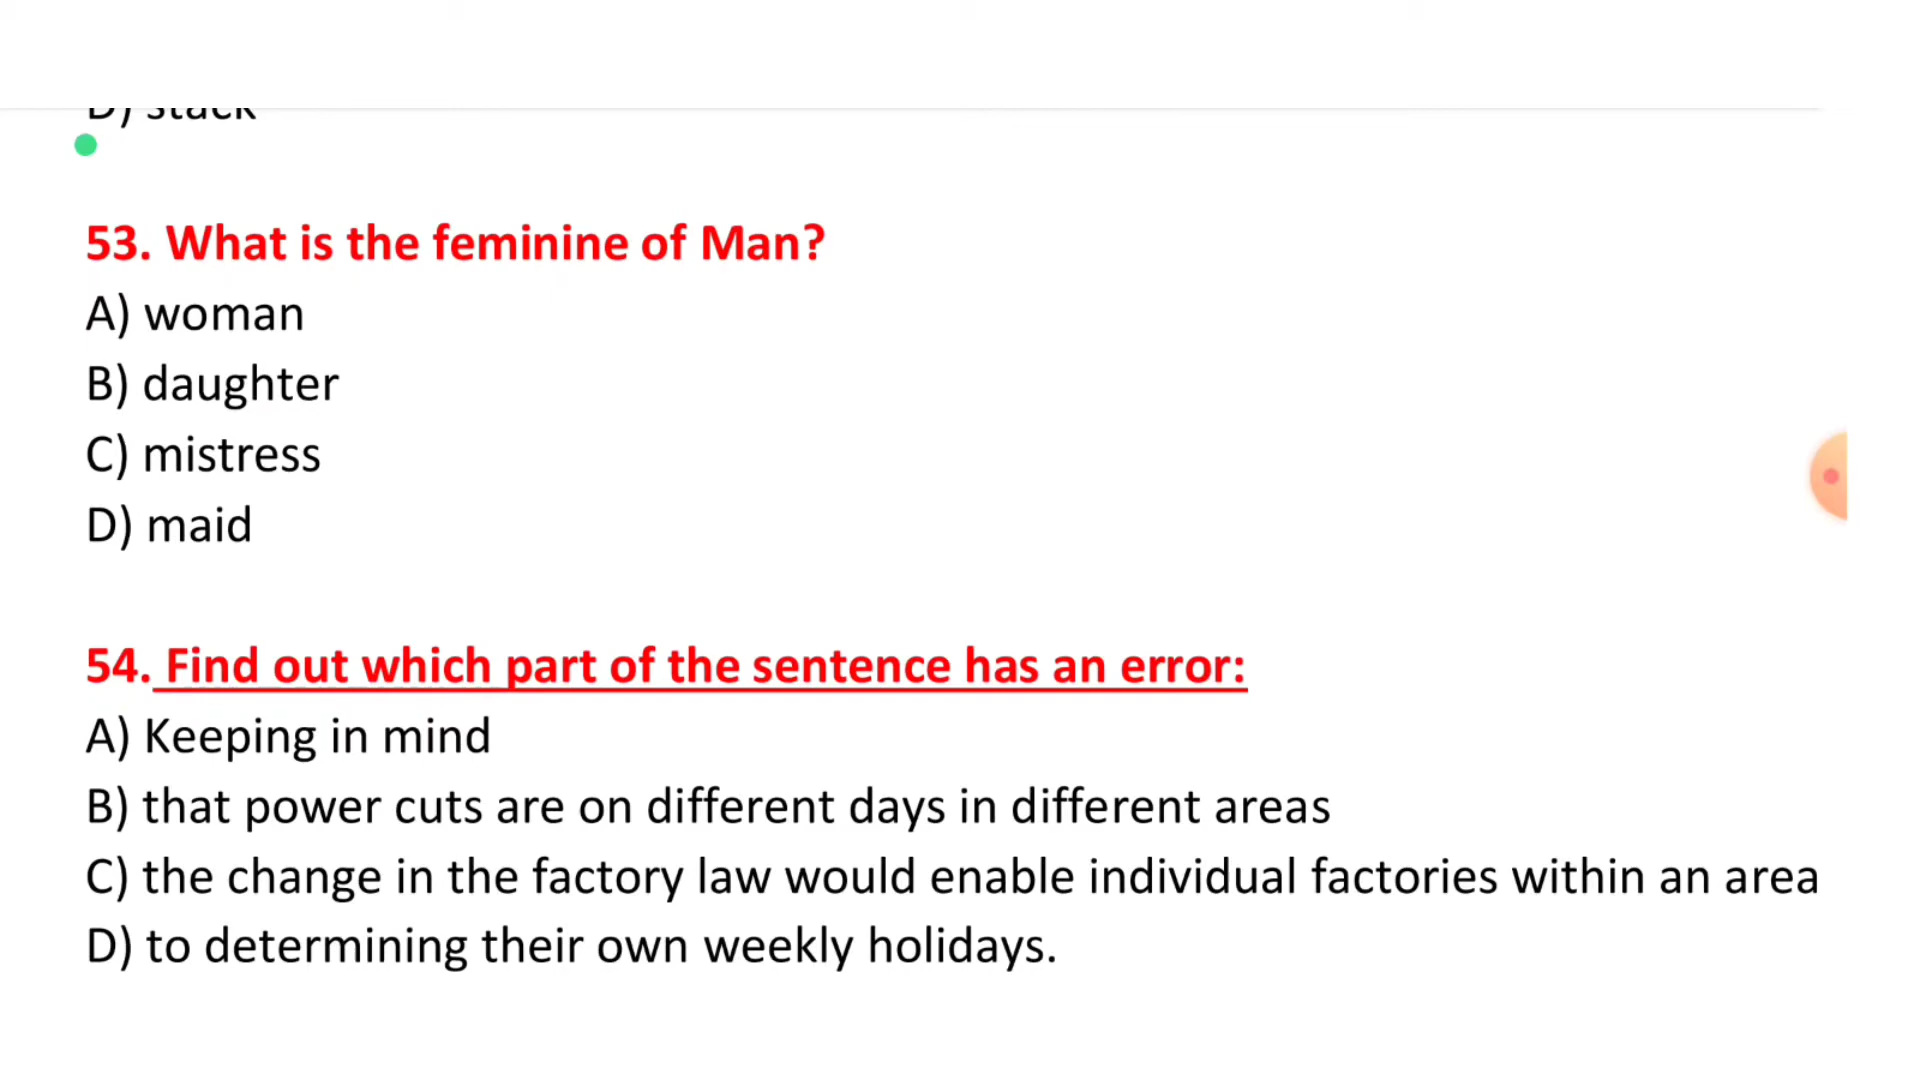 D) stack
53. What is the feminine of Man?
A) woman
B) daughter
C) mistress
D) maid
54. Find out which part of the sentence has an error:
A) Keeping in mind
B) that power cuts are on different days in different areas
C) the change in the factory law would enable individual factories within an area
D) to determining their own weekly holidays.